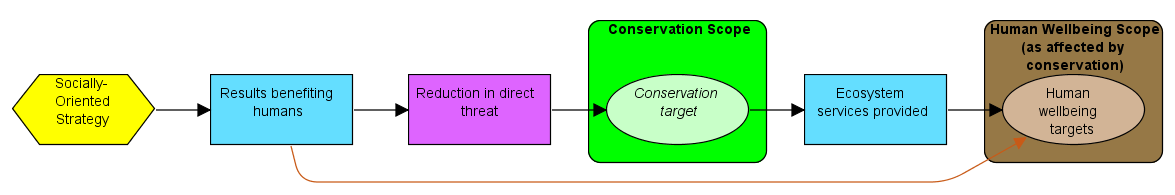 Socially-
Oriented
Strategy
Results benefiting
humans
Reduction in direct
threat
Conservation Scope
Conservation
target
Ecosystem
services provided
Human Wellbeing Scope
(as affected by
conservation)
Human
wellbeing
targets